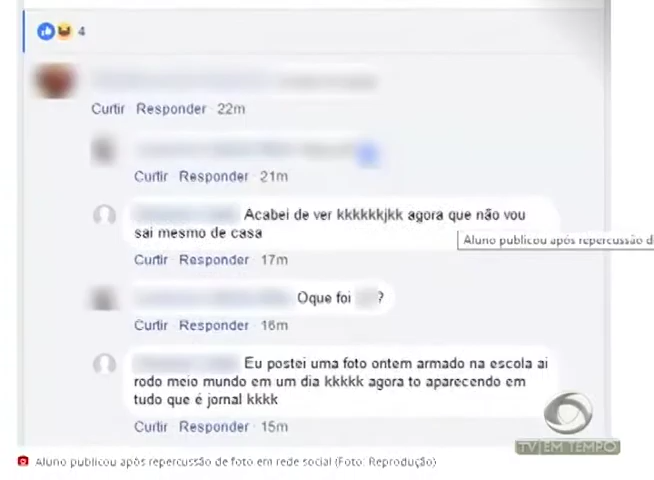 4
Curtir Responder 22m
Curtir Responder 21m
Acabei de ver kkkkkkjkk agora que não vou
sai mesmo de casa
Aluno publicou após repercussão d
Curtir Responder 17m
Oque foi ?
Curtir Responder 16m
Eu postei uma foto ontem armado na escola ai
rodo meio mundo em um dia kkkkk agora to aparecendo em
tudo que é jornal kkkk
Curtir Responder 15m
TV EM TEMPO
Aluno publicou após repercussão de foto em rede social (Foto: Reprodução)